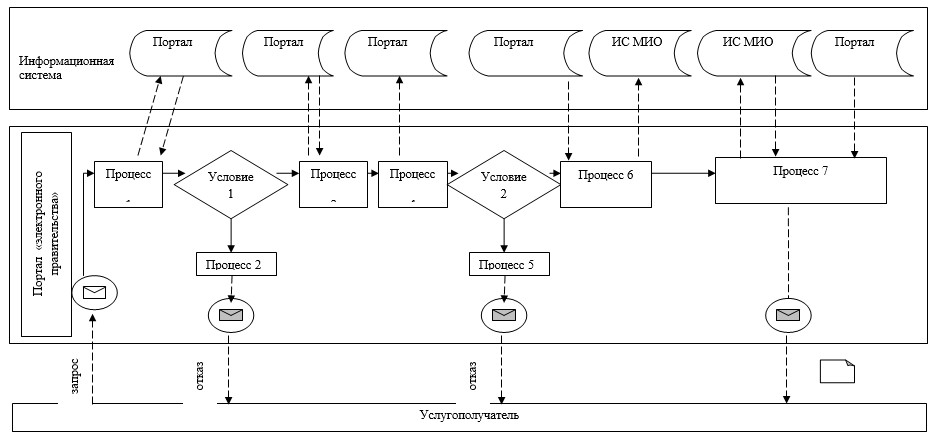 Портал
Портал
Портал
Портал
ИС МИО
ИС МИО
Портал
Информационная
система
Портал «электронного
правительства»
Процесс
Условие
1
Процесс
Процесс
Условие
2
Процесс 6
Процесс 7
Процесс 2
Процесс 5
запрос
отказ
отказ
Услугополучатель